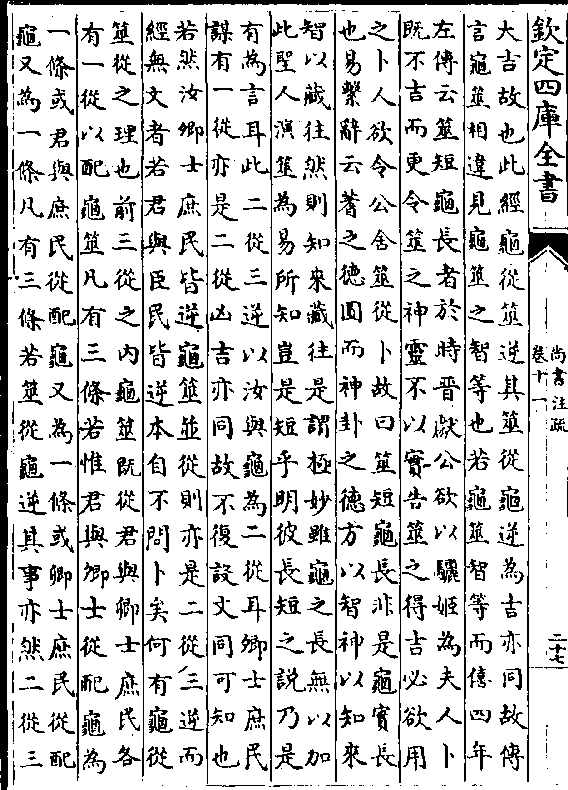 欽定四庫全書
尚書注疏
卷十一
二十七
大吉故也此經龜從筮逆其筮從龜逆為吉亦同故傳
言龜筮相違見龜筮之智等也若龜筮智等而僖四年
左傳云筮短龜長者於時晉獻公欲以驪姬為夫人卜
既不吉而更令筮之神靈不以實告筮之得吉必欲用
之卜人欲令公舍筮從卜故曰筮短龜長非是龜實長
也易繫辭云蓍之德圓而神卦之德方以智神以知來
智以藏往然則知來藏往是謂極妙雖龜之長無以加
此聖人演筮為易所知豈是短乎明彼長短之說乃是
有為言耳此二從三逆以汝與龜為二從耳卿士庶民
謀有一從亦是二從凶吉亦同故不復設文同可知也
若然汝卿士庶民皆逆龜筮並從則亦是二從三逆而
經無文者若君與臣民皆逆本自不問卜矣何有龜從
筮從之理也前三從之內龜筮既從君與卿士庶民各
有一從以配龜筮凡有三條若惟君與卿士從配龜為
一條或君與庶民從配龜又為一條或卿士庶民從配
龜又為一條凡有三條若筮從龜逆其事亦然二從三